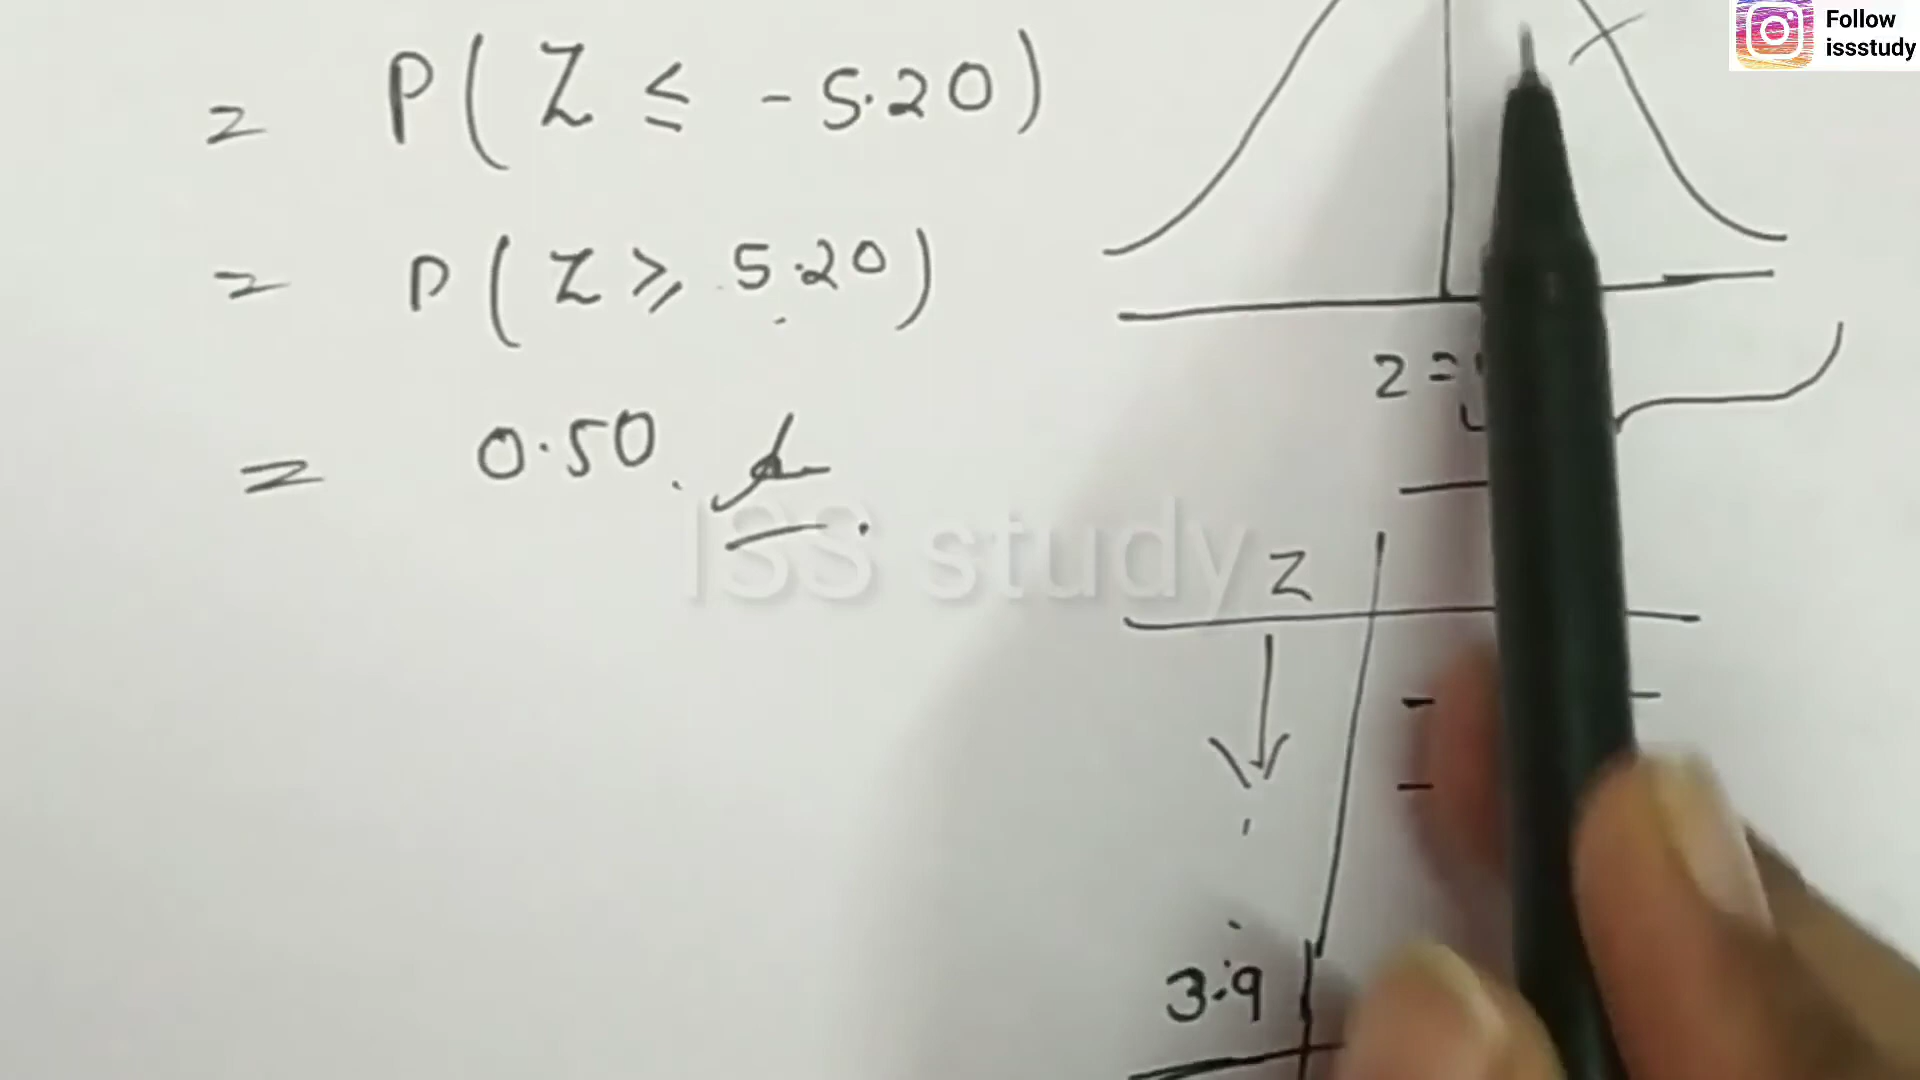 = P(Z ≤ -5.20)
= P(Z ≥ 5.20)
= 0.50.
Z =
Z
3.9
ISS study
Follow
issstudy